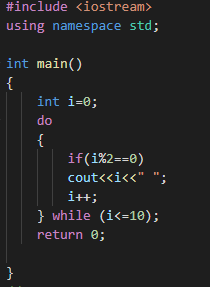 #include <iostream>
using namespace std;

int main()
{
    int i=0;
    do
    {
        if(i%2==0)
        cout<<i<<" ";
        i++;
    } while (i<=10);
    return 0;

}